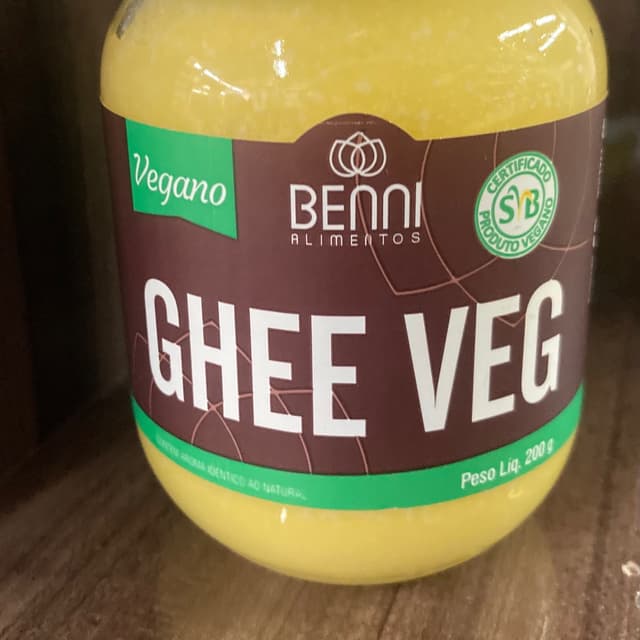 Vegano
BENNI
ALIMENTOS
CERTIFICADO
SVB
PRODUTO VEGANO
GHEE VEG
CONTÉM AROMA IDÊNTICO AO NATURAL
Peso Líq. 200 g